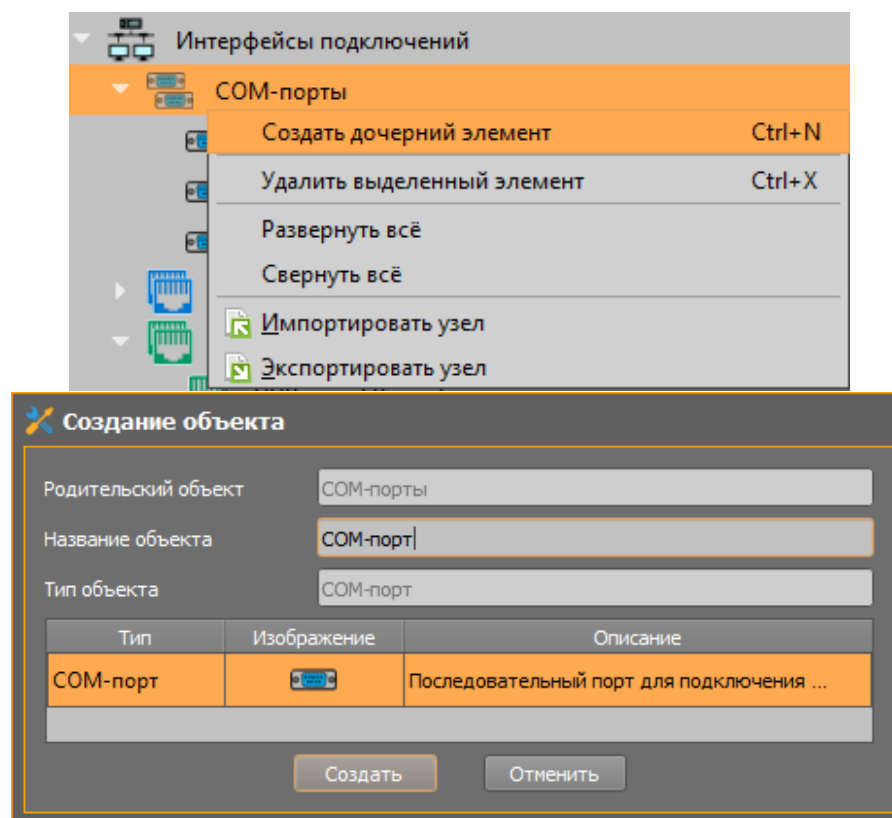 Интерфейсы подключений
COM-порты
Создать дочерний элемент Ctrl+N
Удалить выделенный элемент Ctrl+X
Развернуть всё
Свернуть всё
Импортировать узел
Экспортировать узел
Создание объекта
Родительский объект COM-порты
Название объекта COM-порт
Тип объекта COM-порт
Тип Изображение Описание
COM-порт Последовательный порт для подключения ...
Создать Отменить